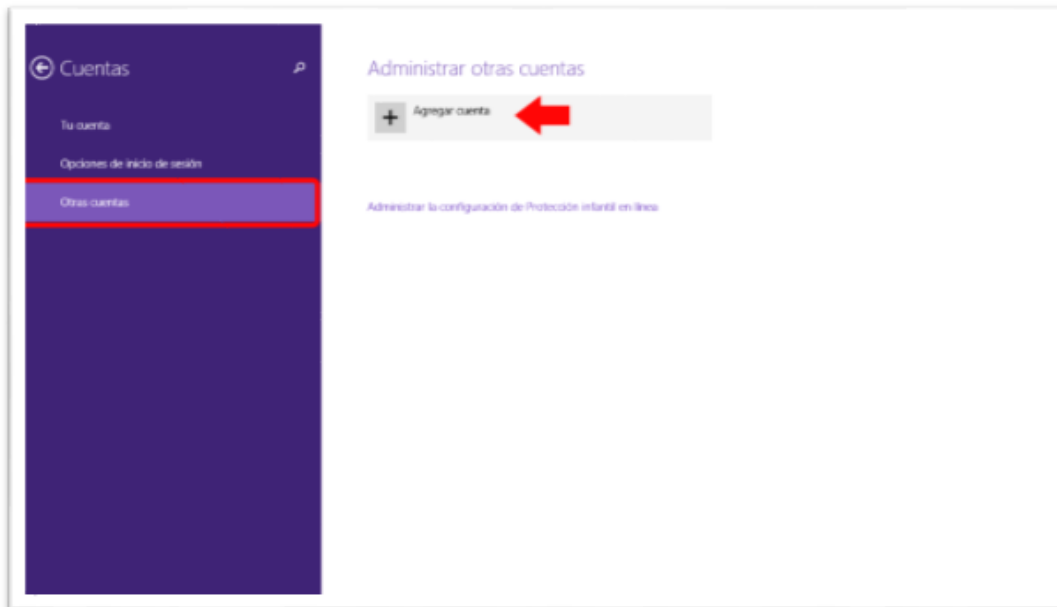 Cuentas
Tu cuenta
Opciones de inicio de sesión
Otras cuentas
Administrar otras cuentas
Agregar cuenta
Administrar la configuración de Protección infantil en línea